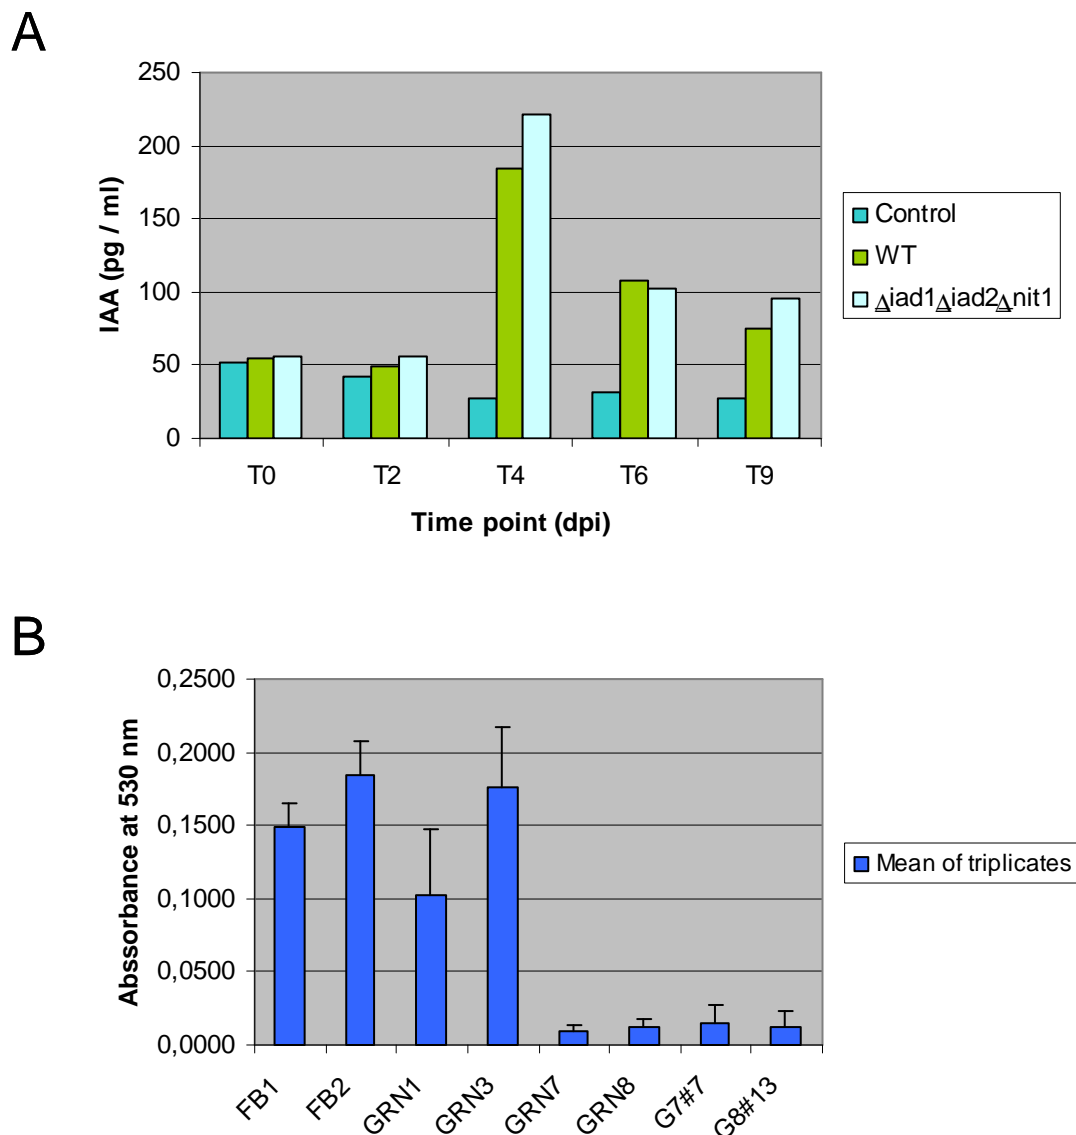 A
250
200
150
100
50
0
IAA (pg / ml)
T0 T2 T4 T6 T9
Time point (dpi)
Control
WT
Δiad1Δiad2Δnit1
B
0,2500
0,2000
0,1500
0,1000
0,0500
0,0000
Abssorbance at 530 nm
FB1 FB2 GRN1 GRN3 GRN7 GRN8 G7#7 G8#13
Mean of triplicates